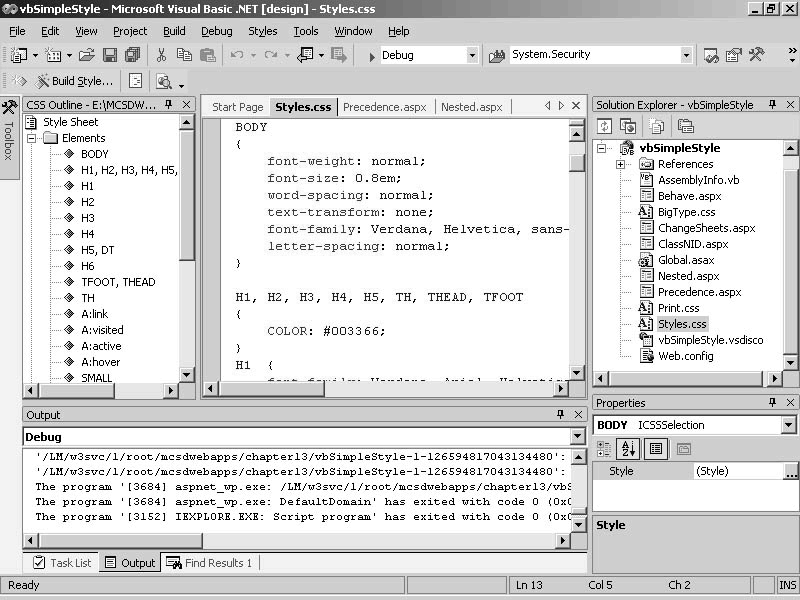 vbSimpleStyle - Microsoft Visual Basic .NET [design] - Styles.css
File Edit View Project Build Debug Styles Tools Window Help
Debug System.Security
Build Style...
Toolbox
CSS Outline - E:\MCSDW...
Style Sheet
Elements
BODY
H1, H2, H3, H4, H5,
H1
H2
H3
H4
H5, DT
H6
TFOOT, THEAD
TH
A:link
A:visited
A:active
A:hover
SMALL
Start Page Styles.css Precedence.aspx Nested.aspx
BODY
{
font-weight: normal;
font-size: 0.8em;
word-spacing: normal;
text-transform: none;
font-family: Verdana, Helvetica, sans-
letter-spacing: normal;
}
H1, H2, H3, H4, H5, TH, THEAD, TFOOT
{
COLOR: #003366;
}
H1 {
font-family: Verdana, Arial, Helvetica
Solution Explorer - vbSimpleStyle
vbSimpleStyle
References
AssemblyInfo.vb
Behave.aspx
BigType.css
ChangeSheets.aspx
ClassNID.aspx
Global.asax
Nested.aspx
Precedence.aspx
Print.css
Styles.css
vbSimpleStyle.vsdisco
Web.config
Output
Debug
'/LM/w3svc/1/root/mcsdwebapps/chapter13/vbSimpleStyle-1-126594817043134480':
'/LM/w3svc/1/root/mcsdwebapps/chapter13/vbSimpleStyle-1-126594817043134480':
The program '[3684] aspnet_wp.exe: /LM/w3svc/1/root/mcsdwebapps/chapter13/vb
The program '[3684] aspnet_wp.exe: DefaultDomain' has exited with code 0 (0x
The program '[3152] IEXPLORE.EXE: Script program' has exited with code 0 (0x
Task List Output Find Results 1
Properties
BODY ICSSSelection
Style (Style)
Style
Ready Ln 13 Col 5 Ch 2 INS